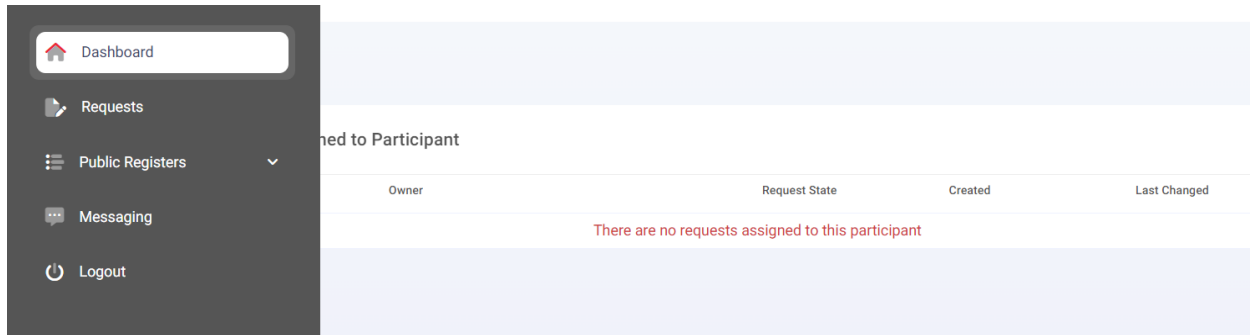 Dashboard
Requests
Public Registers
Messaging
Logout
ned to Participant
Owner Request State Created Last Changed
There are no requests assigned to this participant